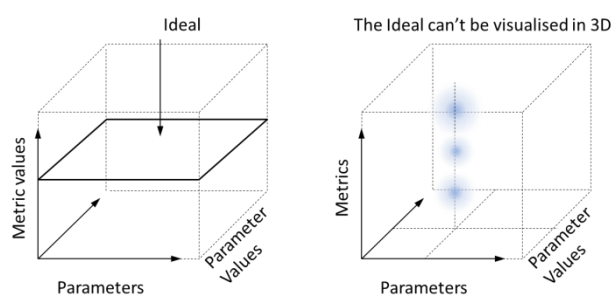 Ideal
Metric values
Parameters
Parameter
Values
The Ideal can't be visualised in 3D
Metrics
Parameters
Parameter
Values